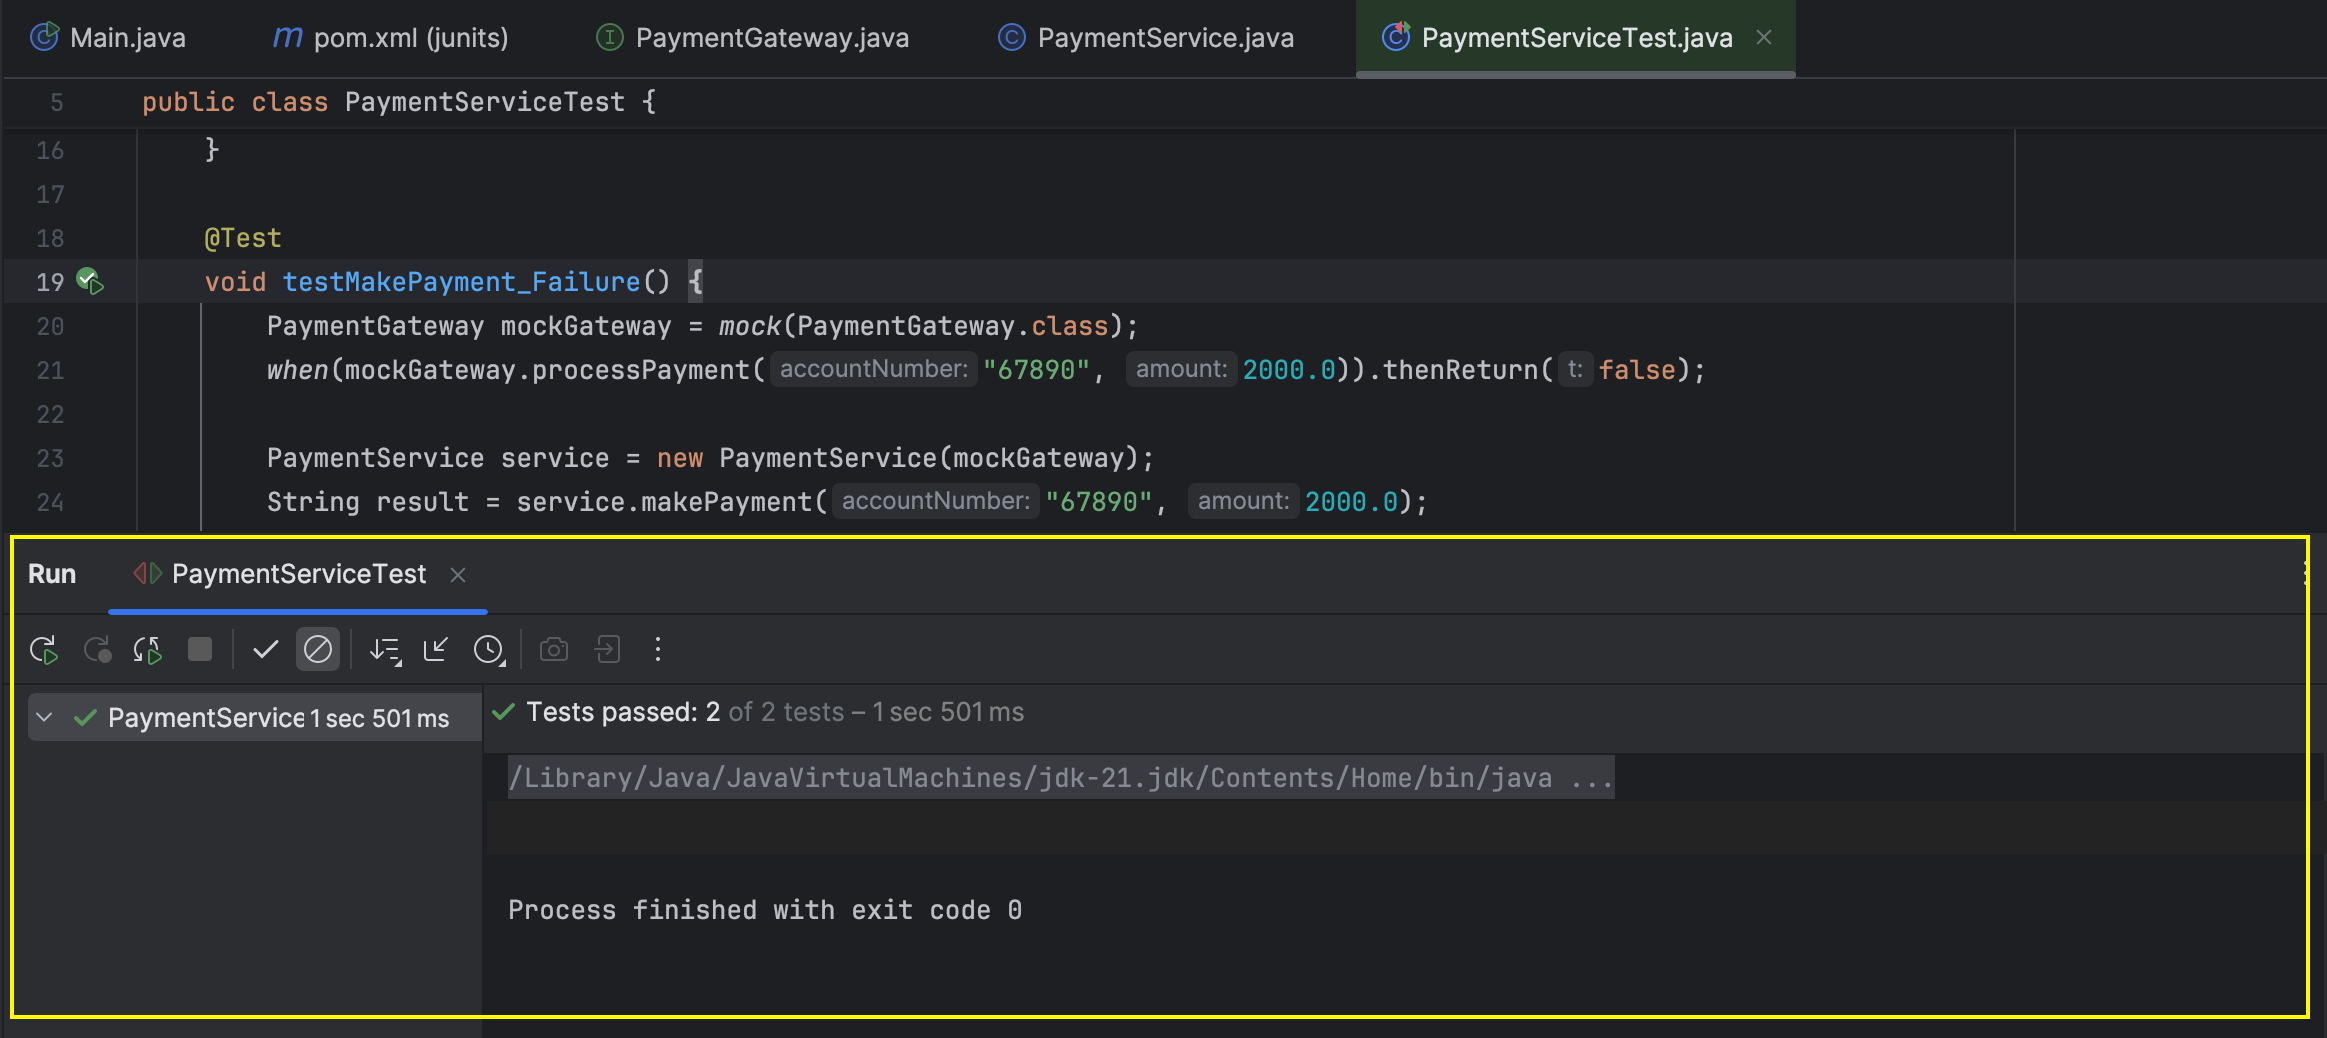 Main.java m pom.xml (junits) PaymentGateway.java PaymentService.java PaymentServiceTest.java
5 public class PaymentServiceTest {
16 }
17
18 @Test
19 void testMakePayment_Failure() {
20 PaymentGateway mockGateway = mock(PaymentGateway.class);
21 when(mockGateway.processPayment( accountNumber: "67890", amount: 2000.0)).thenReturn( t: false);
22
23 PaymentService service = new PaymentService(mockGateway);
24 String result = service.makePayment( accountNumber: "67890", amount: 2000.0);
Run PaymentServiceTest
PaymentService 1 sec 501 ms
Tests passed: 2 of 2 tests – 1 sec 501 ms
/Library/Java/JavaVirtualMachines/jdk-21.jdk/Contents/Home/bin/java ...
Process finished with exit code 0